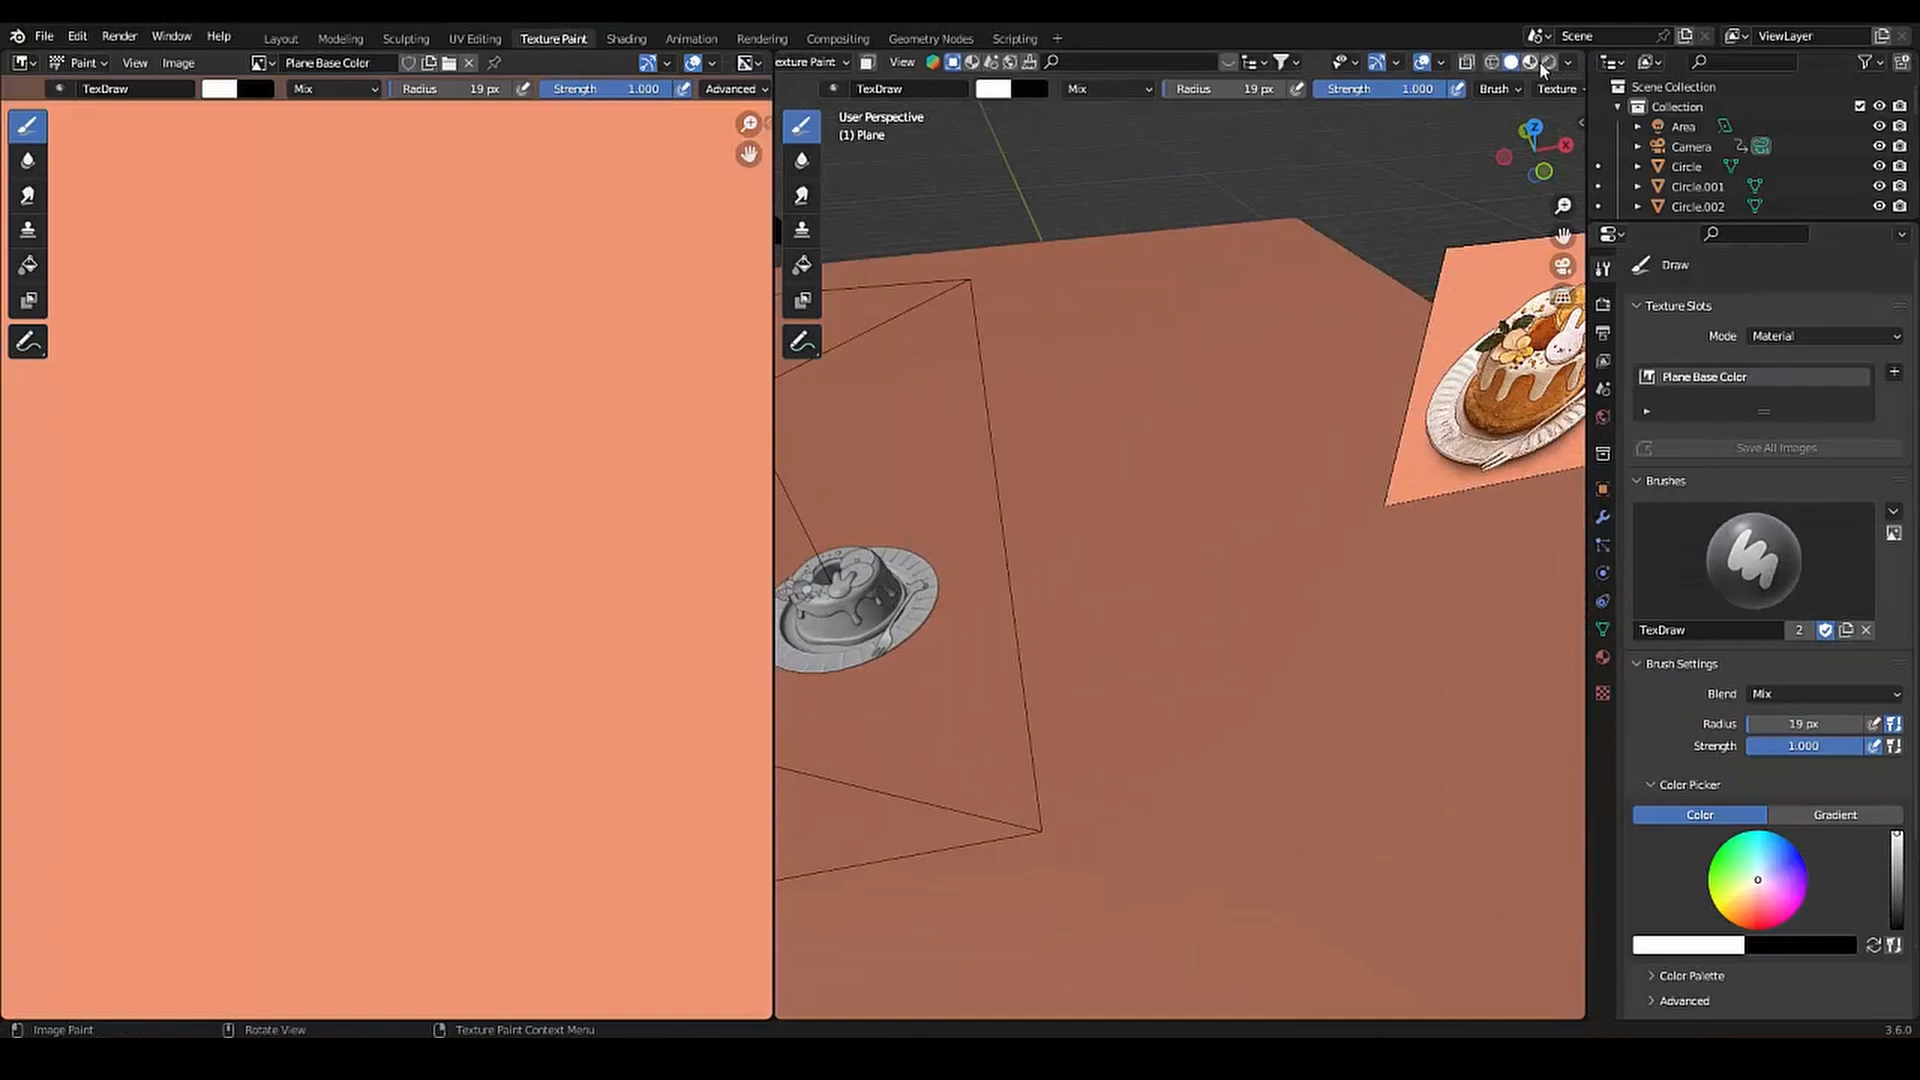 File Edit Render Window Help Layout Modeling Sculpting UV Editing Texture Paint Shading Animation Rendering Compositing Geometry Nodes Scripting + Scene ViewLayer
Paint View Image Plane Base Color exture Paint View
TexDraw Mix Radius 19 px Strength 1.000 Advanced TexDraw Mix Radius 19 px Strength 1.000 Brush Texture
User Perspective
(1) Plane
Z
X
Scene Collection
Collection
Area
Camera
Circle
Circle.001
Circle.002
Draw
Texture Slots
Mode Material
Plane Base Color
Save All Images
Brushes
TexDraw 2
Brush Settings
Blend Mix
Radius 19 px
Strength 1.000
Color Picker
Color Gradient
Color Palette
Advanced
Image Paint Rotate View Texture Paint Context Menu 3.6.0